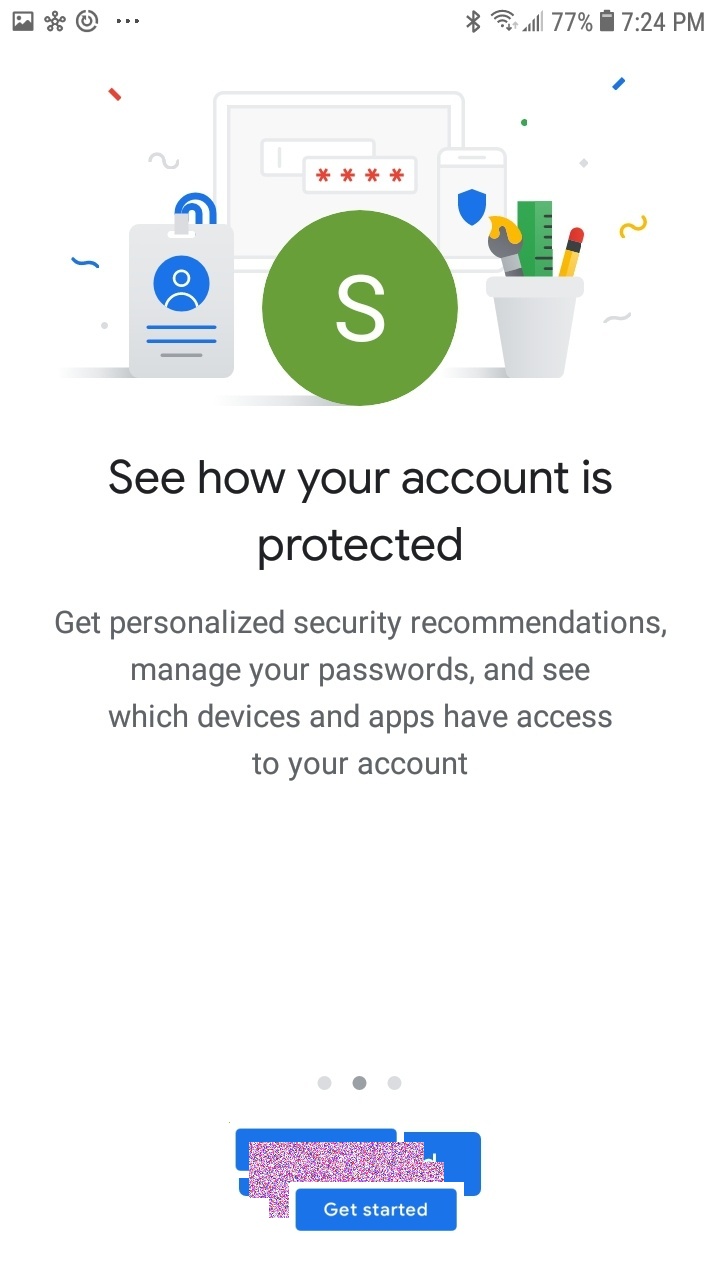 77% 7:24 PM
****
S
See how your account is
protected
Get personalized security recommendations,
manage your passwords, and see
which devices and apps have access
to your account
Get started